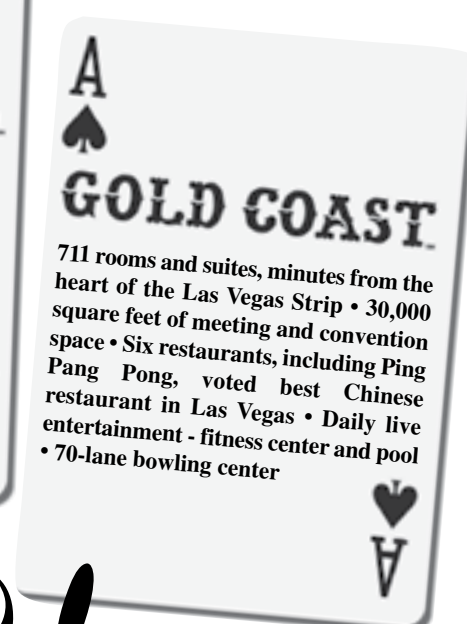 A
GOLD COAST
711 rooms and suites, minutes from the
heart of the Las Vegas Strip • 30,000
square feet of meeting and convention
space • Six restaurants, including Ping
Pang Pong, voted best Chinese
restaurant in Las Vegas • Daily live
entertainment - fitness center and pool
• 70-lane bowling center
A